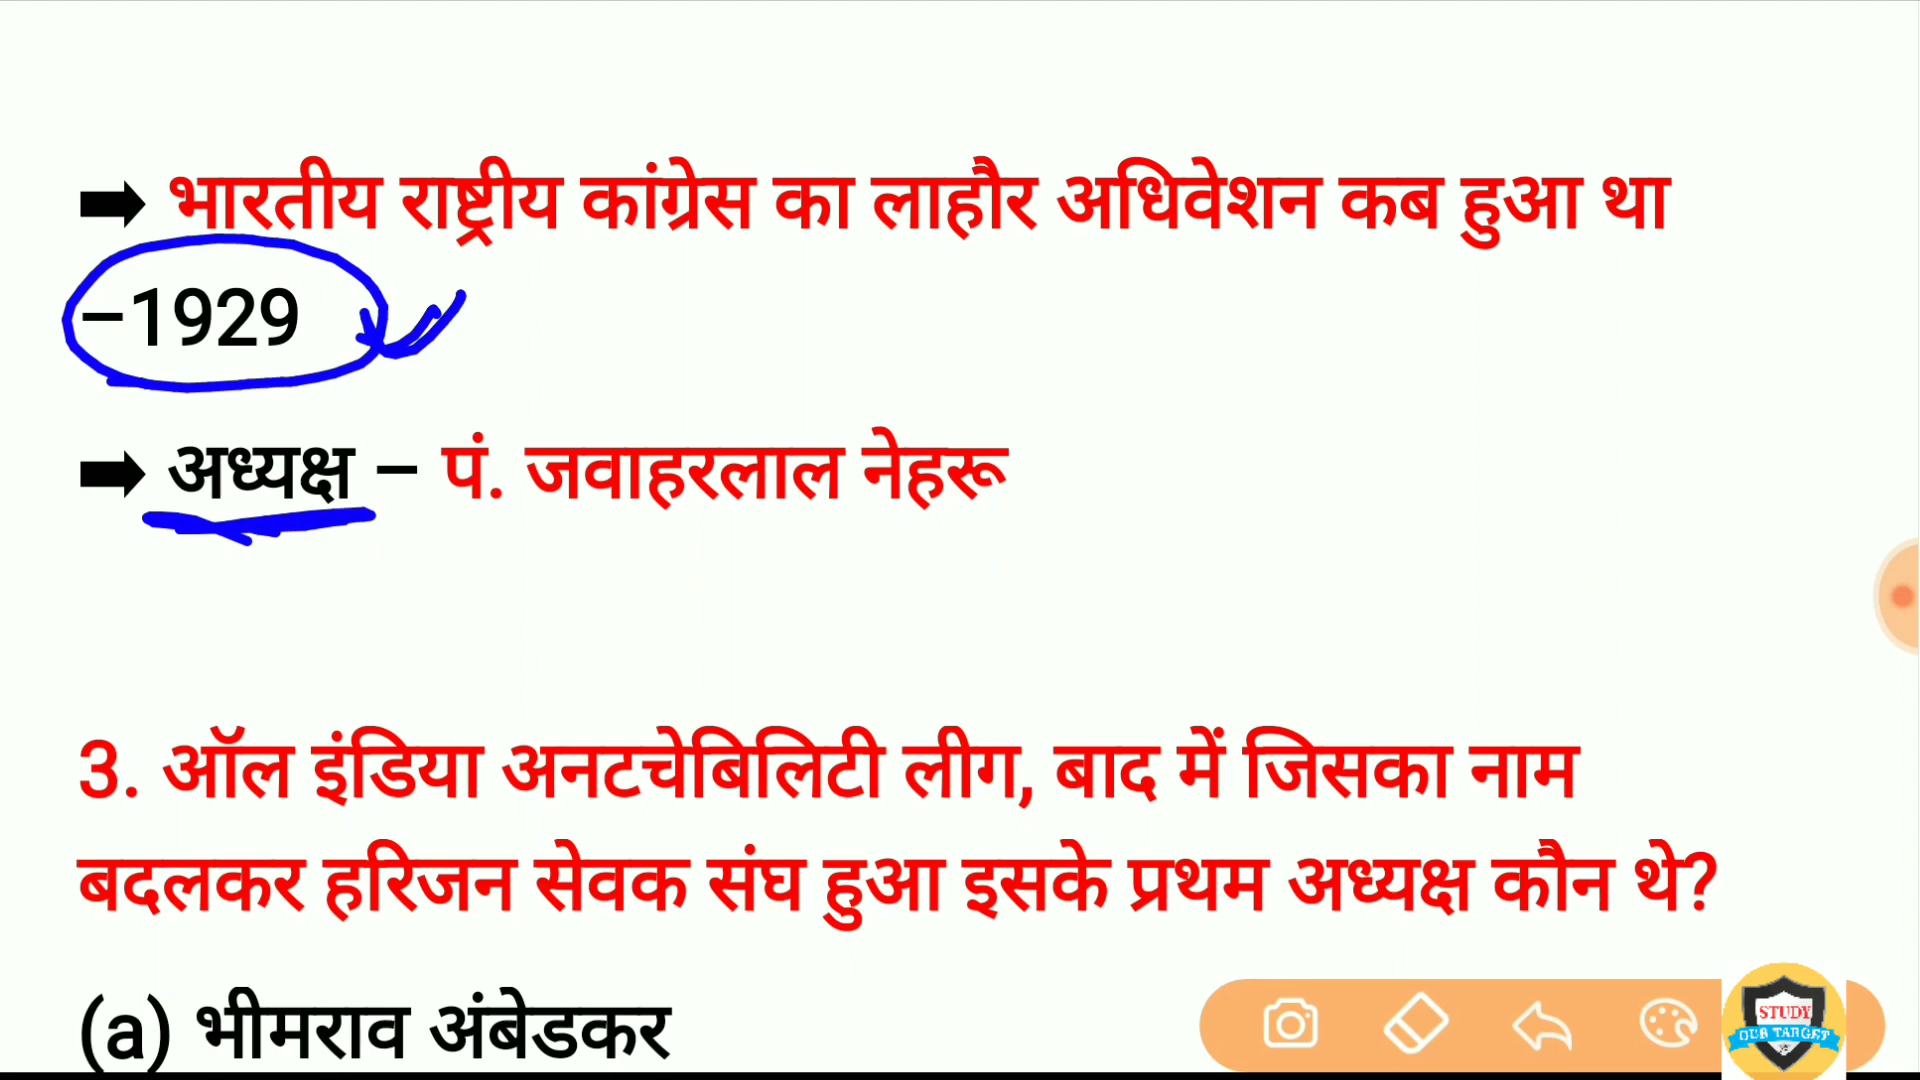 ➡ भारतीय राष्ट्रीय कांग्रेस का लाहौर अधिवेशन कब हुआ था
–1929
➡ अध्यक्ष – पं. जवाहरलाल नेहरू
3. ऑल इंडिया अनटचेबिलिटी लीग, बाद में जिसका नाम
बदलकर हरिजन सेवक संघ हुआ इसके प्रथम अध्यक्ष कौन थे?
(a) भीमराव अंबेडकर
STUDY
OUR TARGET